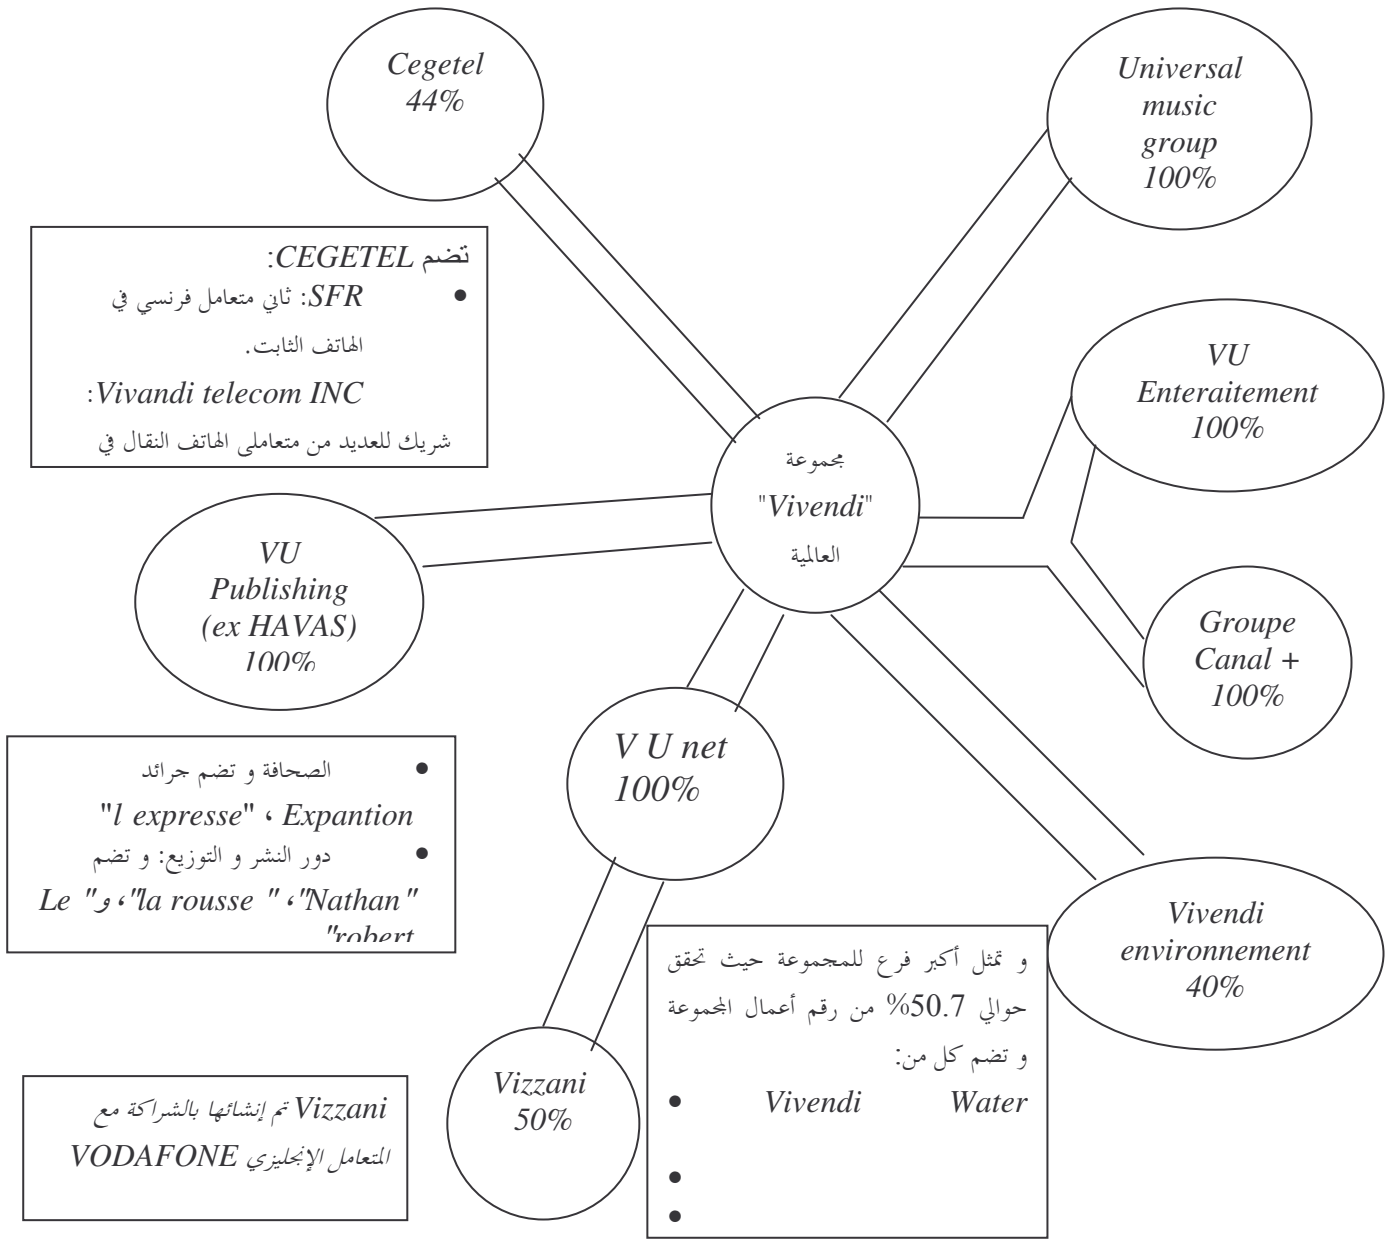 Cegetel
44%
Universal
music
group
100%
تضم CEGETEL:
• SFR: ثاني متعامل فرنسي في
الهاتف الثابت.
Vivandi telecom INC:
شريك للعديد من متعاملى الهاتف النقال في
VU
Enteraitement
100%
مجموعة
"Vivendi"
العالمية
VU
Publishing
(ex HAVAS)
100%
Groupe
Canal +
100%
V U net
100%
• الصحافة و تضم جرائد
"l expresse" ، Expantion
• دور النشر و التوزيع: و تضم
"Nathan"، " la rousse"، و" Le
robert"
Vivendi
environnement
40%
و تمثل أكبر فرع للمجموعة حيث تحقق
حوالي 50.7% من رقم أعمال المجموعة
و تضم كل من:
• Vivendi Water
•
•
Vizzani
50%
Vizzani تم إنشائها بالشراكة مع
المتعامل الإنجليزي VODAFONE